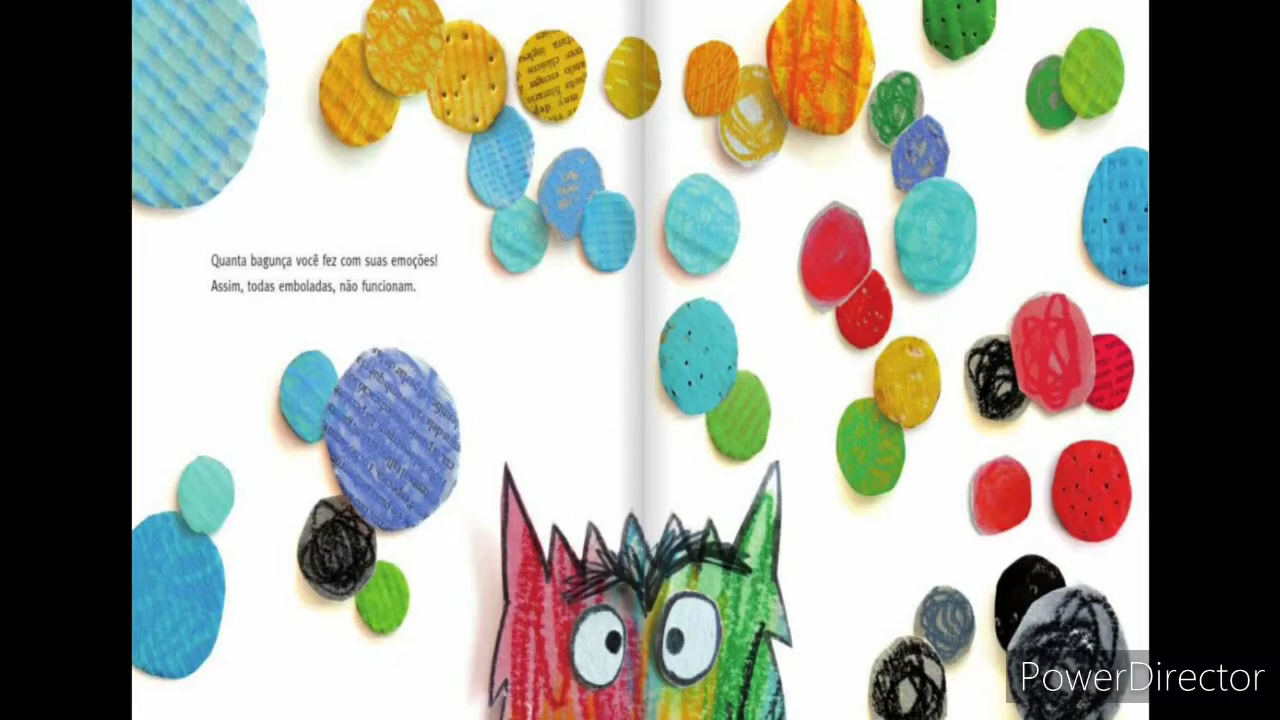 Quanta bagunça você fez com suas emoções!
Assim, todas emboladas, não funcionam.
PowerDirector